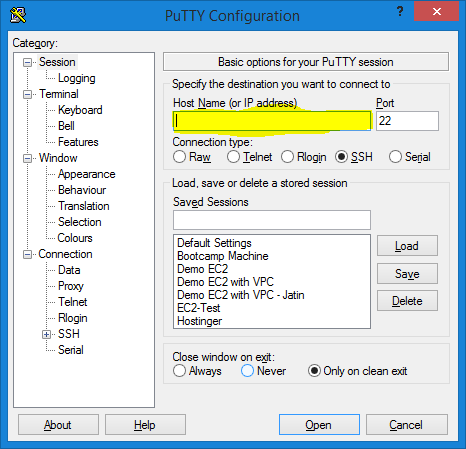 PuTTY Configuration
?
Category:
Session
Logging
Terminal
Keyboard
Bell
Features
Window
Appearance
Behaviour
Translation
Selection
Colours
Connection
Data
Proxy
Telnet
Rlogin
SSH
Serial
Basic options for your PuTTY session
Specify the destination you want to connect to
Host Name (or IP address) Port
22
Connection type:
Raw Telnet Rlogin SSH Serial
Load, save or delete a stored session
Saved Sessions
Default Settings
Bootcamp Machine
Demo EC2
Demo EC2 with VPC
Demo EC2 with VPC - Jatin
EC2-Test
Hostinger
Load
Save
Delete
Close window on exit:
Always Never Only on clean exit
About Help Open Cancel